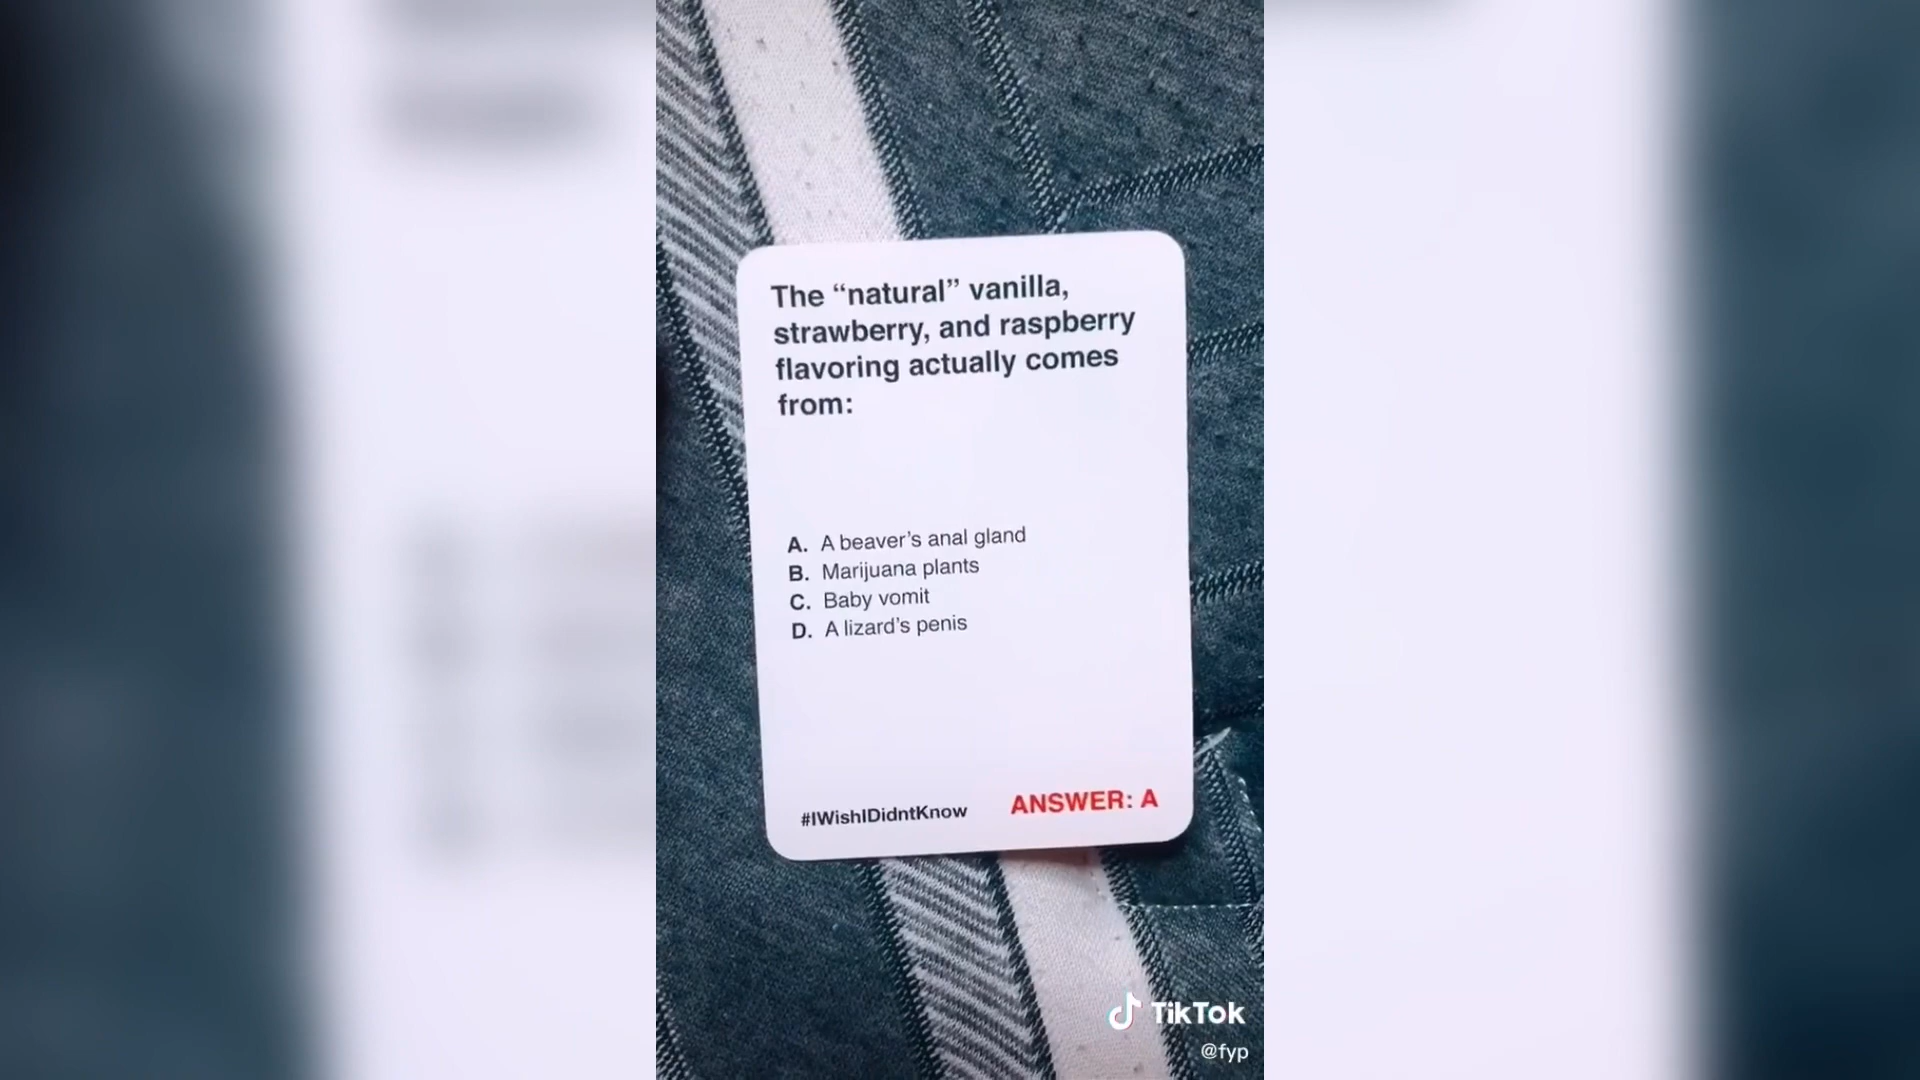 The “natural” vanilla,
strawberry, and raspberry
flavoring actually comes
from:
A. A beaver’s anal gland
B. Marijuana plants
C. Baby vomit
D. A lizard’s penis
#IWishIDidntKnow
ANSWER: A
TikTok
@fyp